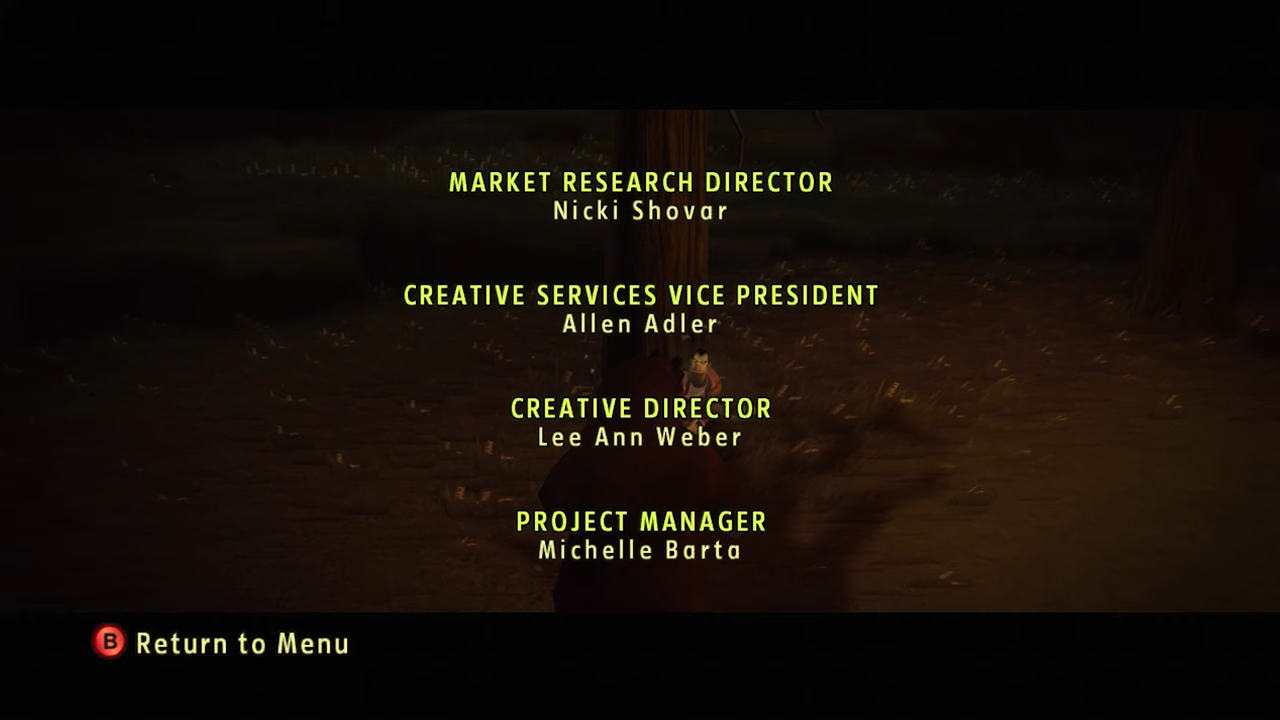 MARKET RESEARCH DIRECTOR
Nicki Shovar
CREATIVE SERVICES VICE PRESIDENT
Allen Adler
CREATIVE DIRECTOR
Lee Ann Weber
PROJECT MANAGER
Michelle Barta
B Return to Menu